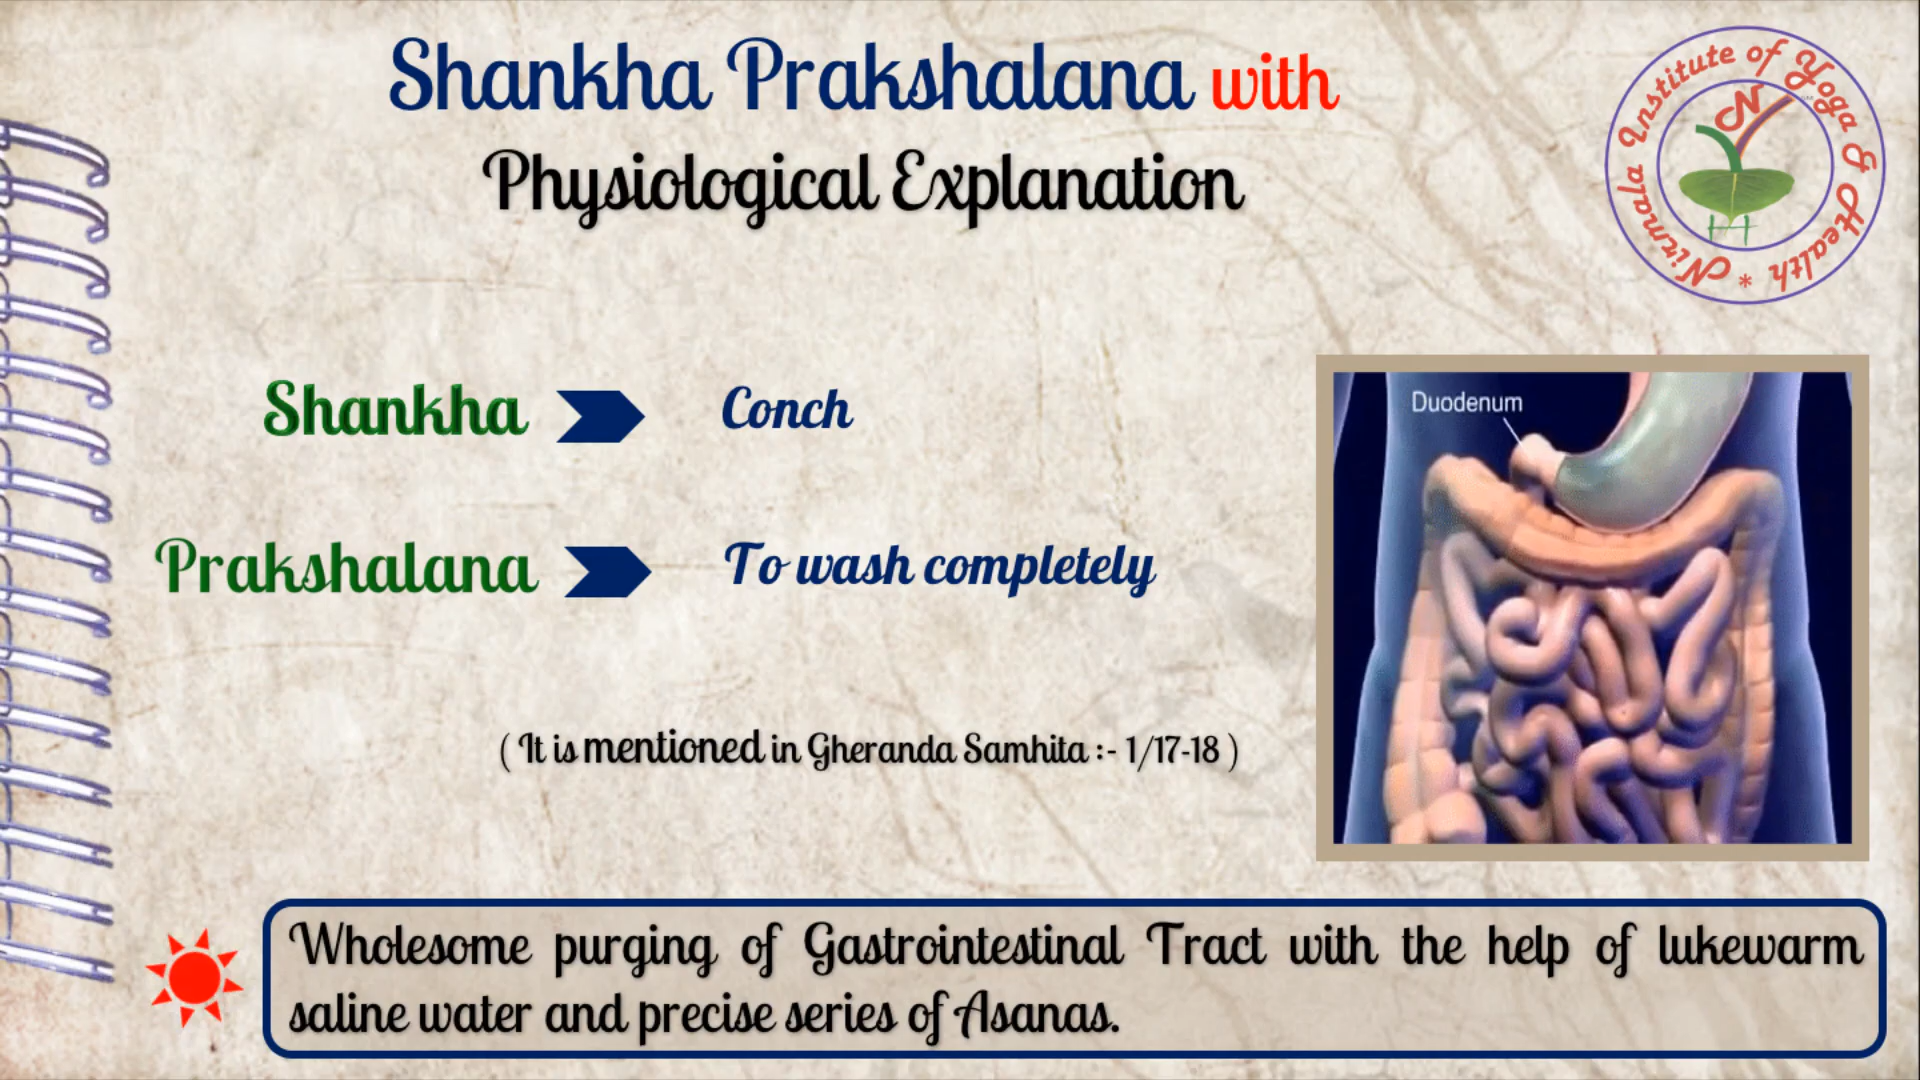 Shankha Prakshalana with
Physiological Explanation
Nirmala Institute of Yoga & Health *
N
Shankha
Conch
Duodenum
Prakshalana
To wash completely
( It is mentioned in Gheranda Samhita :- 1/17-18 )
Wholesome purging of Gastrointestinal Tract with the help of lukewarm
saline water and precise series of Asanas.